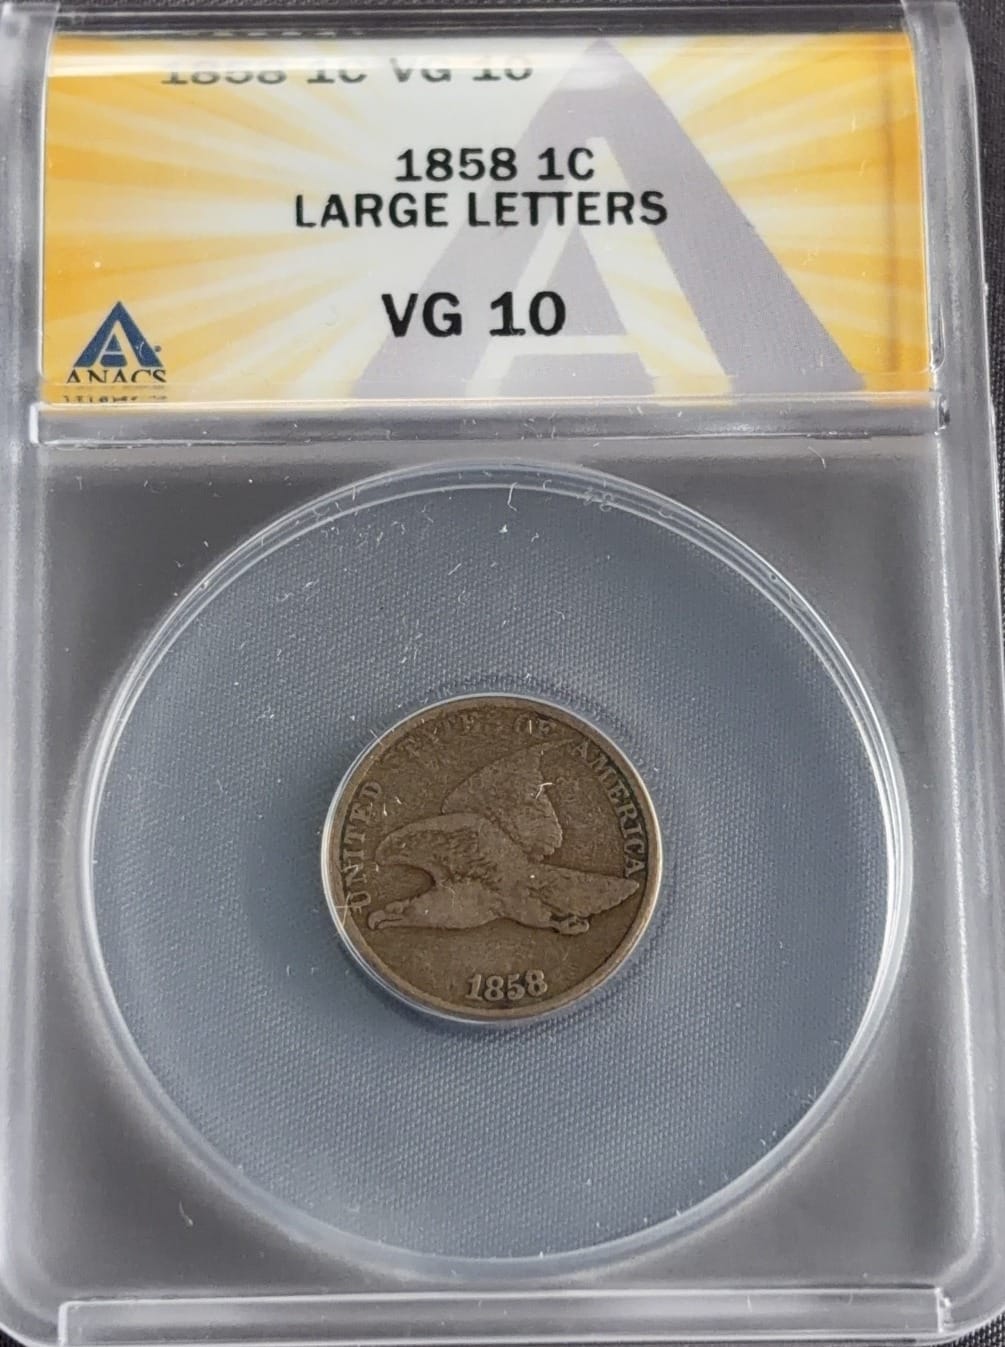 1858 1C VG 10
1858 1C
LARGE LETTERS
VG 10
ANACS
UNITED STATES OF AMERICA
1858